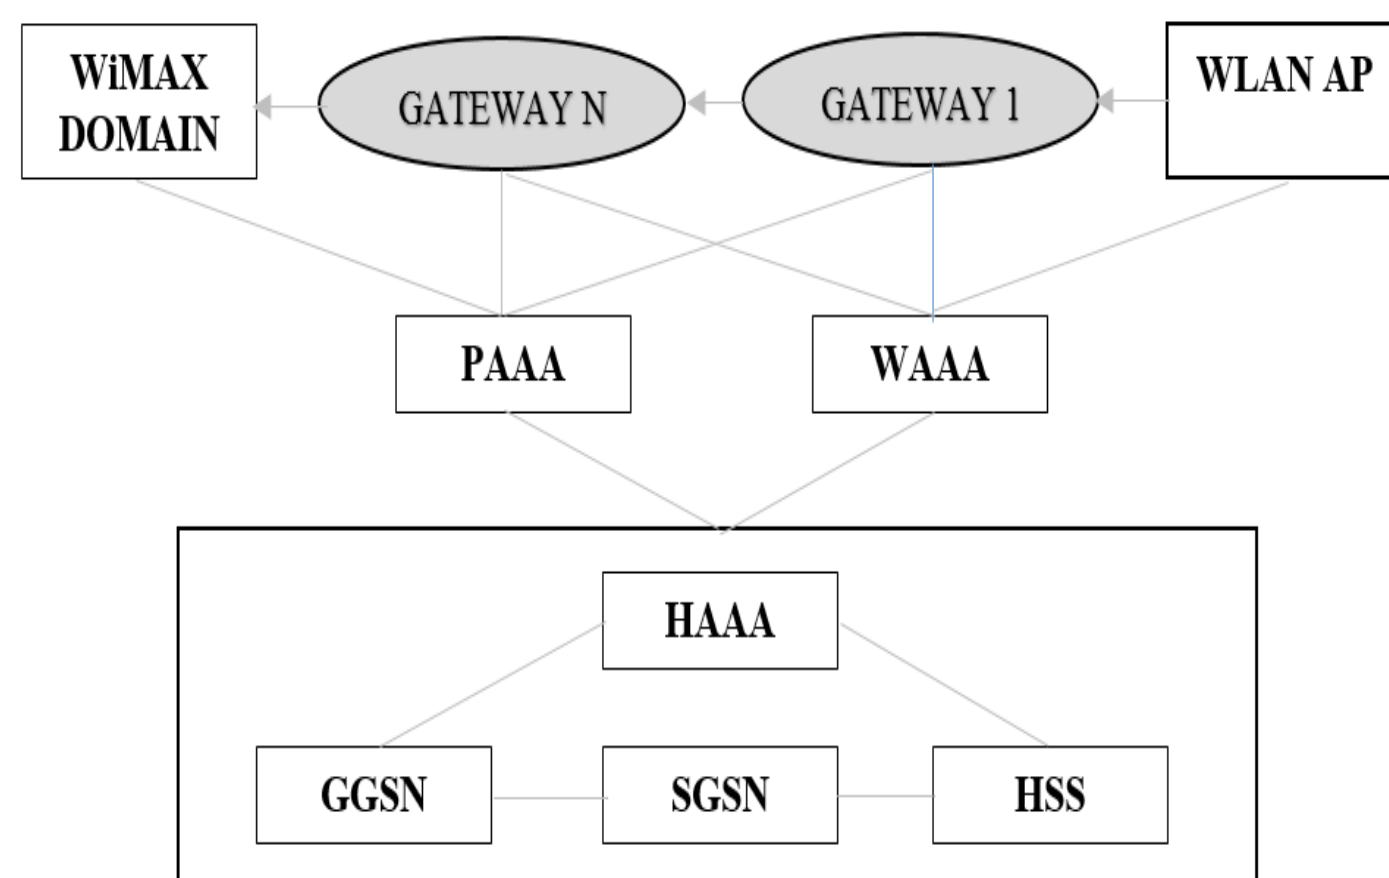 WiMAX
DOMAIN
GATEWAY N
GATEWAY 1
WLAN AP
PAAA
WAAA
HAAA
GGSN
SGSN
HSS